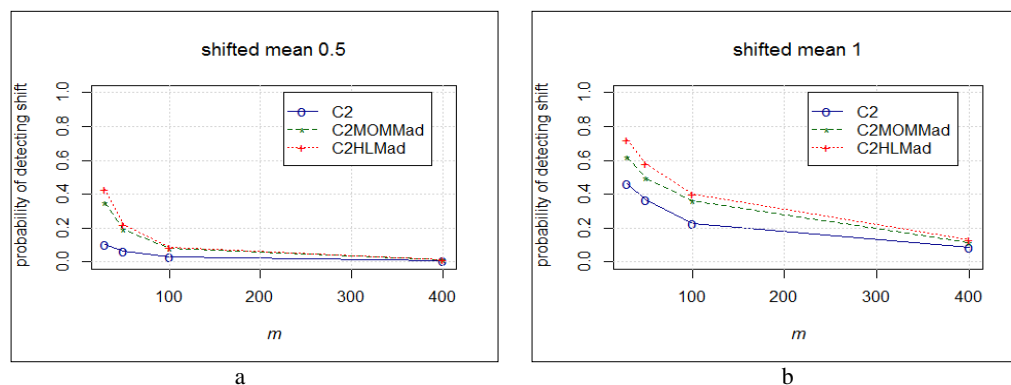 shifted mean 0.5
probability of detecting shift
1.0
0.8
0.6
0.4
0.2
0.0
C2
C2MOMMad
C2HLMad
100
200
300
400
m
a
shifted mean 1
probability of detecting shift
1.0
0.8
0.6
0.4
0.2
0.0
C2
C2MOMMad
C2HLMad
100
200
300
400
m
b